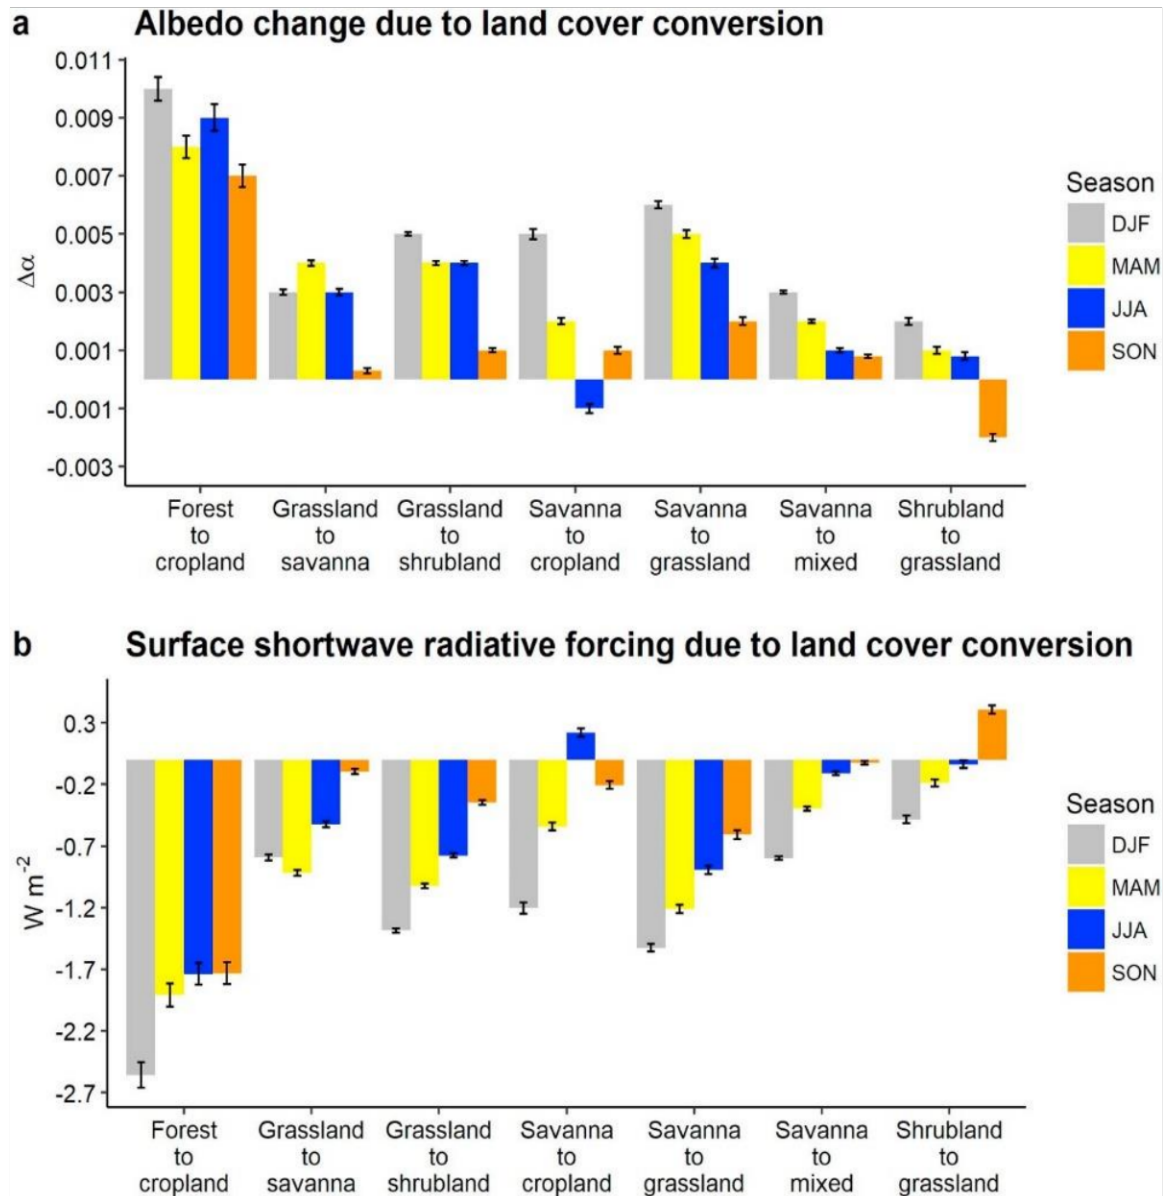 a Albedo change due to land cover conversion
0.011
0.009
0.007
0.005
0.003
0.001
-0.001
-0.003
Δα
Forest to cropland
Grassland to savanna
Grassland to shrubland
Savanna to cropland
Savanna to grassland
Savanna to mixed
Shrubland to grassland
Season
DJF
MAM
JJA
SON
b Surface shortwave radiative forcing due to land cover conversion
0.3
-0.2
-0.7
-1.2
-1.7
-2.2
-2.7
W m⁻²
Forest to cropland
Grassland to savanna
Grassland to shrubland
Savanna to cropland
Savanna to grassland
Savanna to mixed
Shrubland to grassland
Season
DJF
MAM
JJA
SON